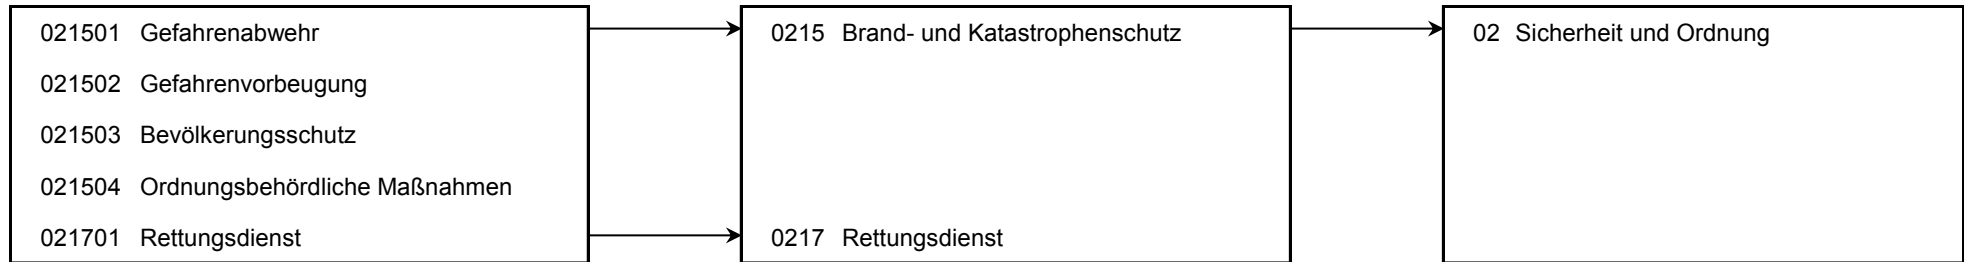 021501 Gefahrenabwehr
021502 Gefahrenvorbeugung
021503 Bevölkerungsschutz
021504 Ordnungsbehördliche Maßnahmen
021701 Rettungsdienst
0215 Brand- und Katastrophenschutz
0217 Rettungsdienst
02 Sicherheit und Ordnung